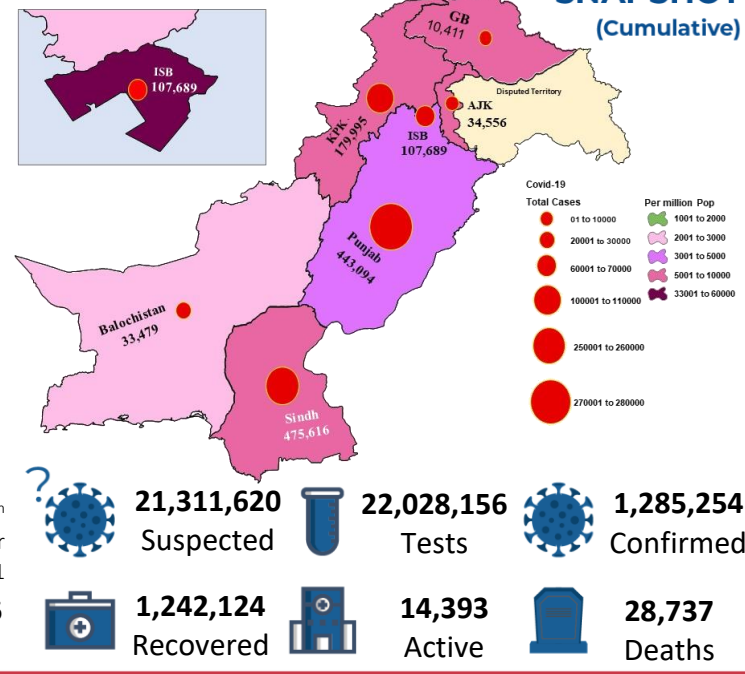 SNAPSHOT
(Cumulative)
ISB
107,689
GB
10,411
KPK
179,995
ISB
107,689
AJK
34,556
Disputed Territory
Punjab
443,094
Balochistan
33,479
Sindh
475,616
Covid-19
Total Cases
01 to 10000
20001 to 30000
60001 to 70000
100001 to 110000
250001 to 260000
270001 to 280000
Per million Pop
1001 to 2000
2001 to 3000
3001 to 5000
5001 to 10000
33001 to 60000
?
21,311,620
Suspected
22,028,156
Tests
1,285,254
Confirmed
1,242,124
Recovered
14,393
Active
28,737
Deaths